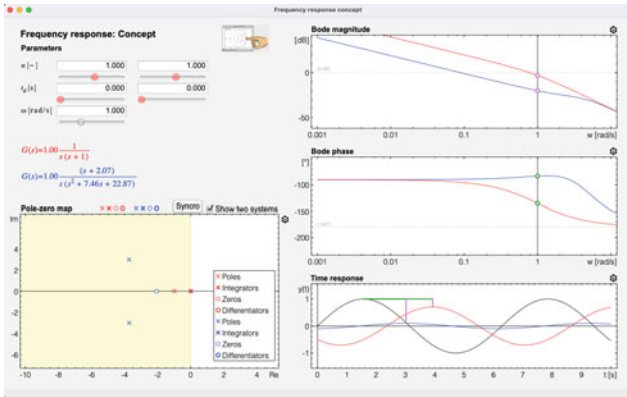 Frequency response concept
Frequency response: Concept
Parameters
κ [−] 1.000 1.000
t_d [s] 0.000 0.000
ω [rad/s] 1.000
G(s)=1.00 1 / s (s + 1)
G(s)=1.00 (s + 2.07) / s (s² + 7.46s + 22.87)
Pole-zero map ××○○ ××○○ Syncro ✓ Show two systems
Im
4
2
0
-2
-4
-6
-10 -8 -6 -4 -2 0 2 4 Re
× Poles
× Integrators
○ Zeros
○ Differentiators
× Poles
× Integrators
○ Zeros
○ Differentiators
Bode magnitude
[dB]
0
-50
0.001 0.01 0.1 1 w [rad/s]
Bode phase
[°]
-100
-150
-200
0.001 0.01 0.1 1 w [rad/s]
Time response
y(t)
1
0
-1
0 1 2 3 4 5 6 7 8 9 t [s]